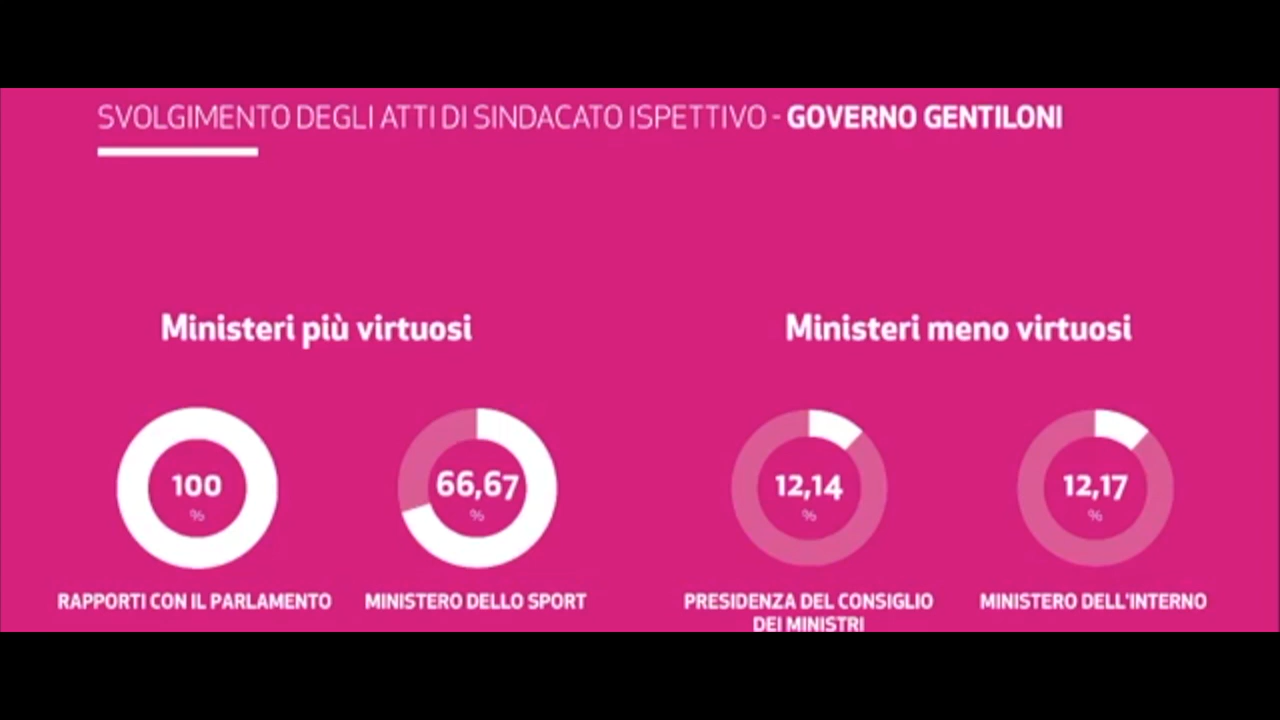 SVOLGIMENTO DEGLI ATTI DI SINDACATO ISPETTIVO - GOVERNO GENTILONI
Ministeri più virtuosi
Ministeri meno virtuosi
100
%
66,67
%
12,14
%
12,17
%
RAPPORTI CON IL PARLAMENTO
MINISTERO DELLO SPORT
PRESIDENZA DEL CONSIGLIO
DEI MINISTRI
MINISTERO DELL'INTERNO